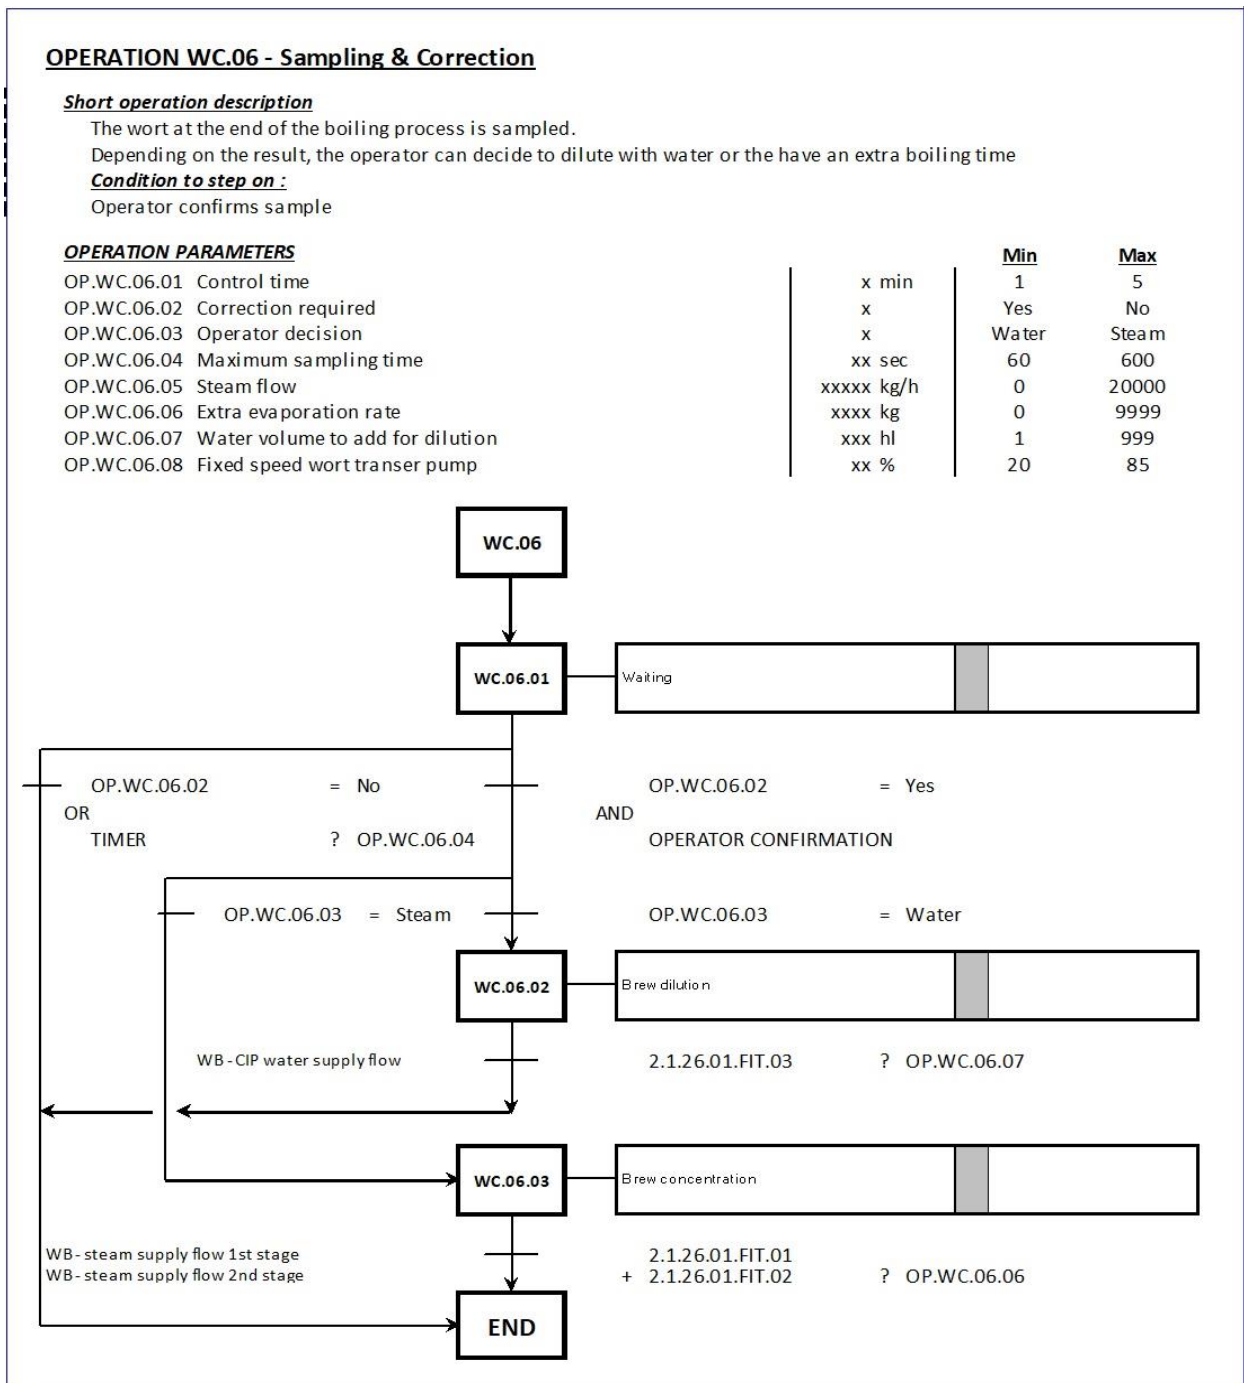 OPERATION WC.06 - Sampling & Correction
Short operation description
The wort at the end of the boiling process is sampled.
Depending on the result, the operator can decide to dilute with water or the have an extra boiling time
Condition to step on :
Operator confirms sample
OPERATION PARAMETERS Min Max
OP.WC.06.01 Control time x min 1 5
OP.WC.06.02 Correction required x Yes No
OP.WC.06.03 Operator decision x Water Steam
OP.WC.06.04 Maximum sampling time xx sec 60 600
OP.WC.06.05 Steam flow xxxxx kg/h 0 20000
OP.WC.06.06 Extra evaporation rate xxxx kg 0 9999
OP.WC.06.07 Water volume to add for dilution xxx hl 1 999
OP.WC.06.08 Fixed speed wort transer pump xx % 20 85
WC.06
WC.06.01 Waiting
OP.WC.06.02 = No OP.WC.06.02 = Yes
OR AND
TIMER ? OP.WC.06.04 OPERATOR CONFIRMATION
OP.WC.06.03 = Steam OP.WC.06.03 = Water
WC.06.02 Brew dilution
WB-CIP water supply flow 2.1.26.01.FIT.03 ? OP.WC.06.07
WC.06.03 Brew concentration
WB-steam supply flow 1st stage 2.1.26.01.FIT.01
WB-steam supply flow 2nd stage + 2.1.26.01.FIT.02 ? OP.WC.06.06
END